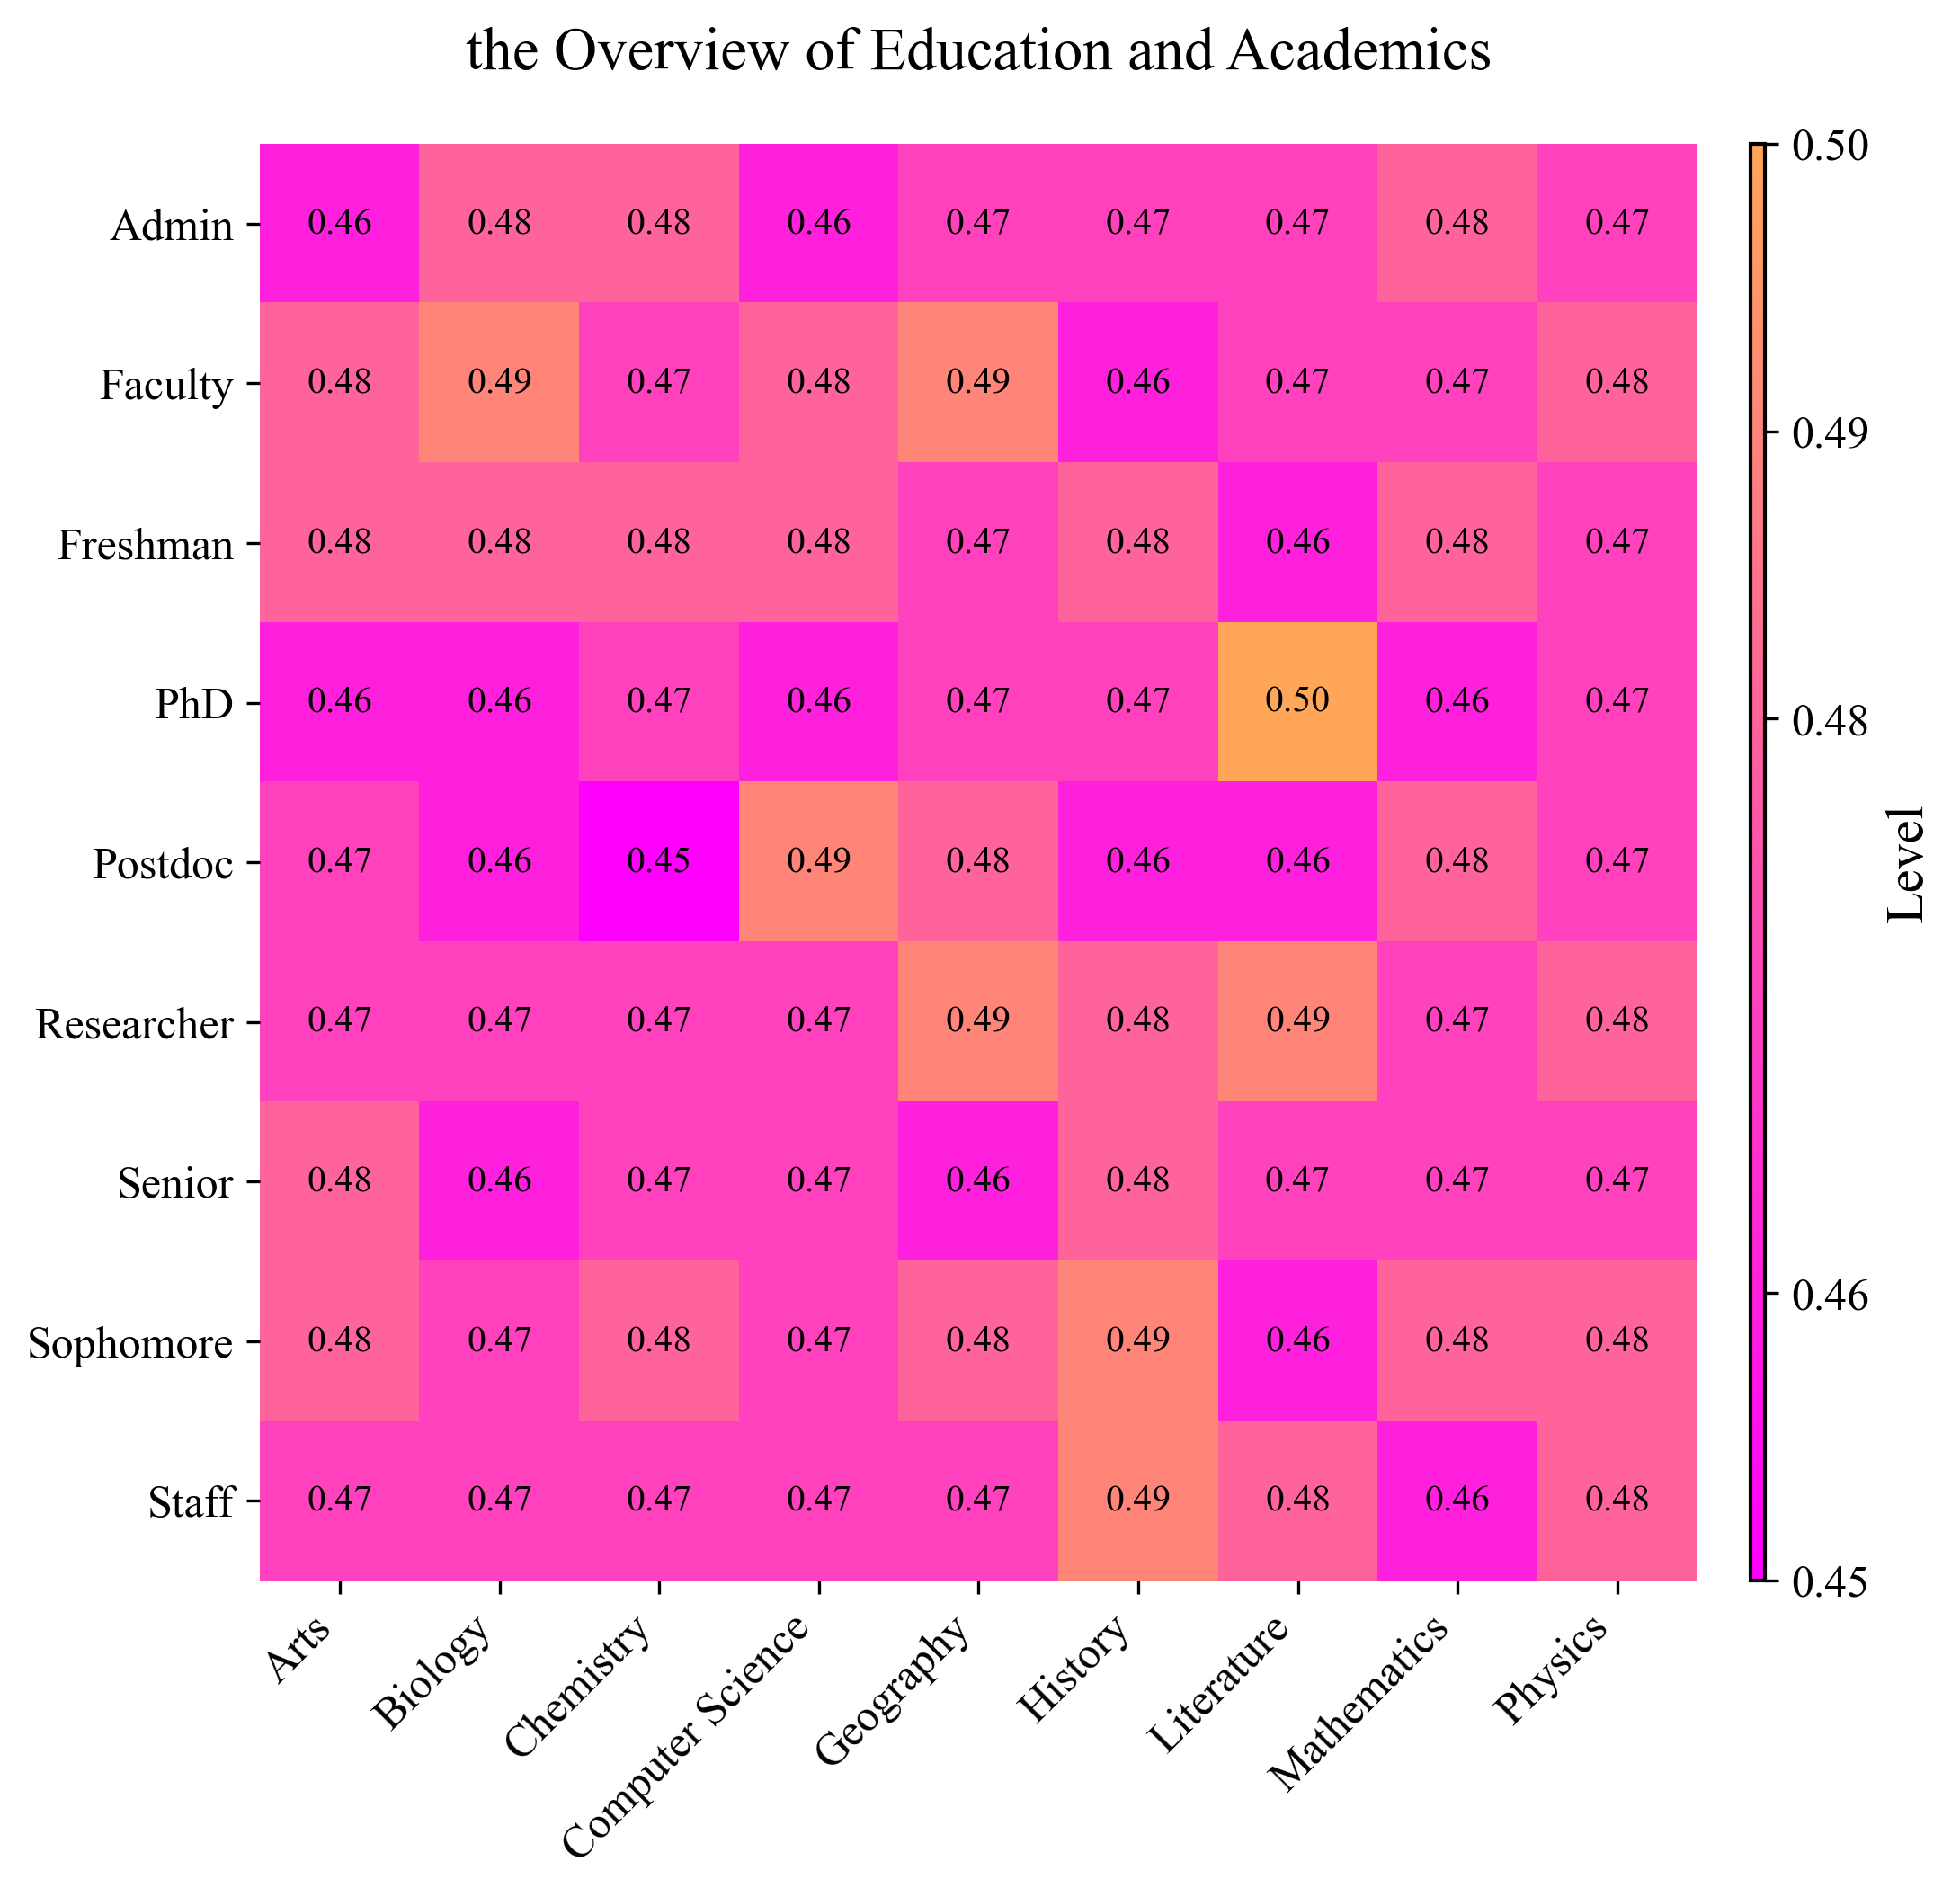 the Overview of Education and Academics
Admin 0.46 0.48 0.48 0.46 0.47 0.47 0.47 0.48 0.47
Faculty 0.48 0.49 0.47 0.48 0.49 0.46 0.47 0.47 0.48
Freshman 0.48 0.48 0.48 0.48 0.47 0.48 0.46 0.48 0.47
PhD 0.46 0.46 0.47 0.46 0.47 0.47 0.50 0.46 0.47
Postdoc 0.47 0.46 0.45 0.49 0.48 0.46 0.46 0.48 0.47
Researcher 0.47 0.47 0.47 0.47 0.49 0.48 0.49 0.47 0.48
Senior 0.48 0.46 0.47 0.47 0.46 0.48 0.47 0.47 0.47
Sophomore 0.48 0.47 0.48 0.47 0.48 0.49 0.46 0.48 0.48
Staff 0.47 0.47 0.47 0.47 0.47 0.49 0.48 0.46 0.48
Arts
Biology
Chemistry
Computer Science
Geography
History
Literature
Mathematics
Physics
0.50
0.49
0.48
0.46
0.45
Level